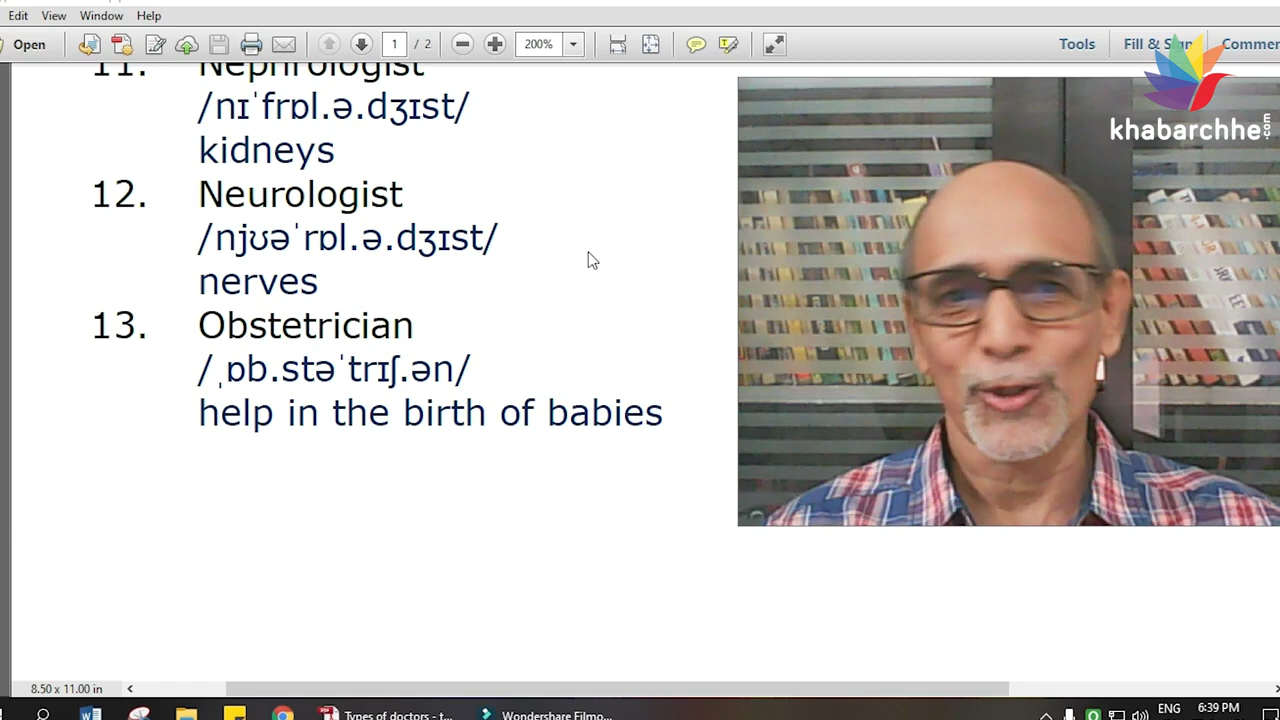 Edit View Window Help
Open 1 / 2 200% Tools Fill & Sign Commen
khabarchhe.com
11. Nephrologist
/nɪˈfrɒl.ə.dʒɪst/
kidneys
12. Neurologist
/njʊəˈrɒl.ə.dʒɪst/
nerves
13. Obstetrician
/ˌɒb.stəˈtrɪʃ.ən/
help in the birth of babies
8.50 x 11.00 in
Types of doctors - t... Wondershare Filmo... ENG 6:39 PM